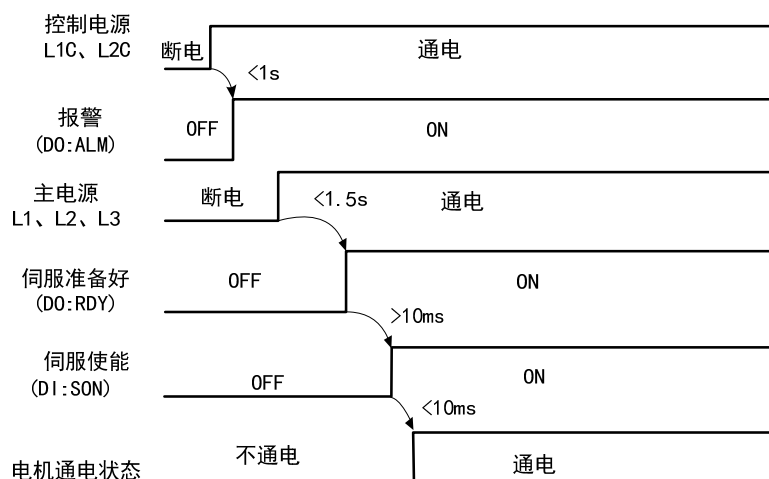 控制电源
L1C、L2C
断电
通电
<1s
报警
(DO:ALM)
OFF
ON
主电源
L1、L2、L3
断电
<1.5s
通电
伺服准备好
(DO:RDY)
OFF
ON
>10ms
伺服使能
(DI:SON)
OFF
ON
<10ms
电机通电状态
不通电
通电